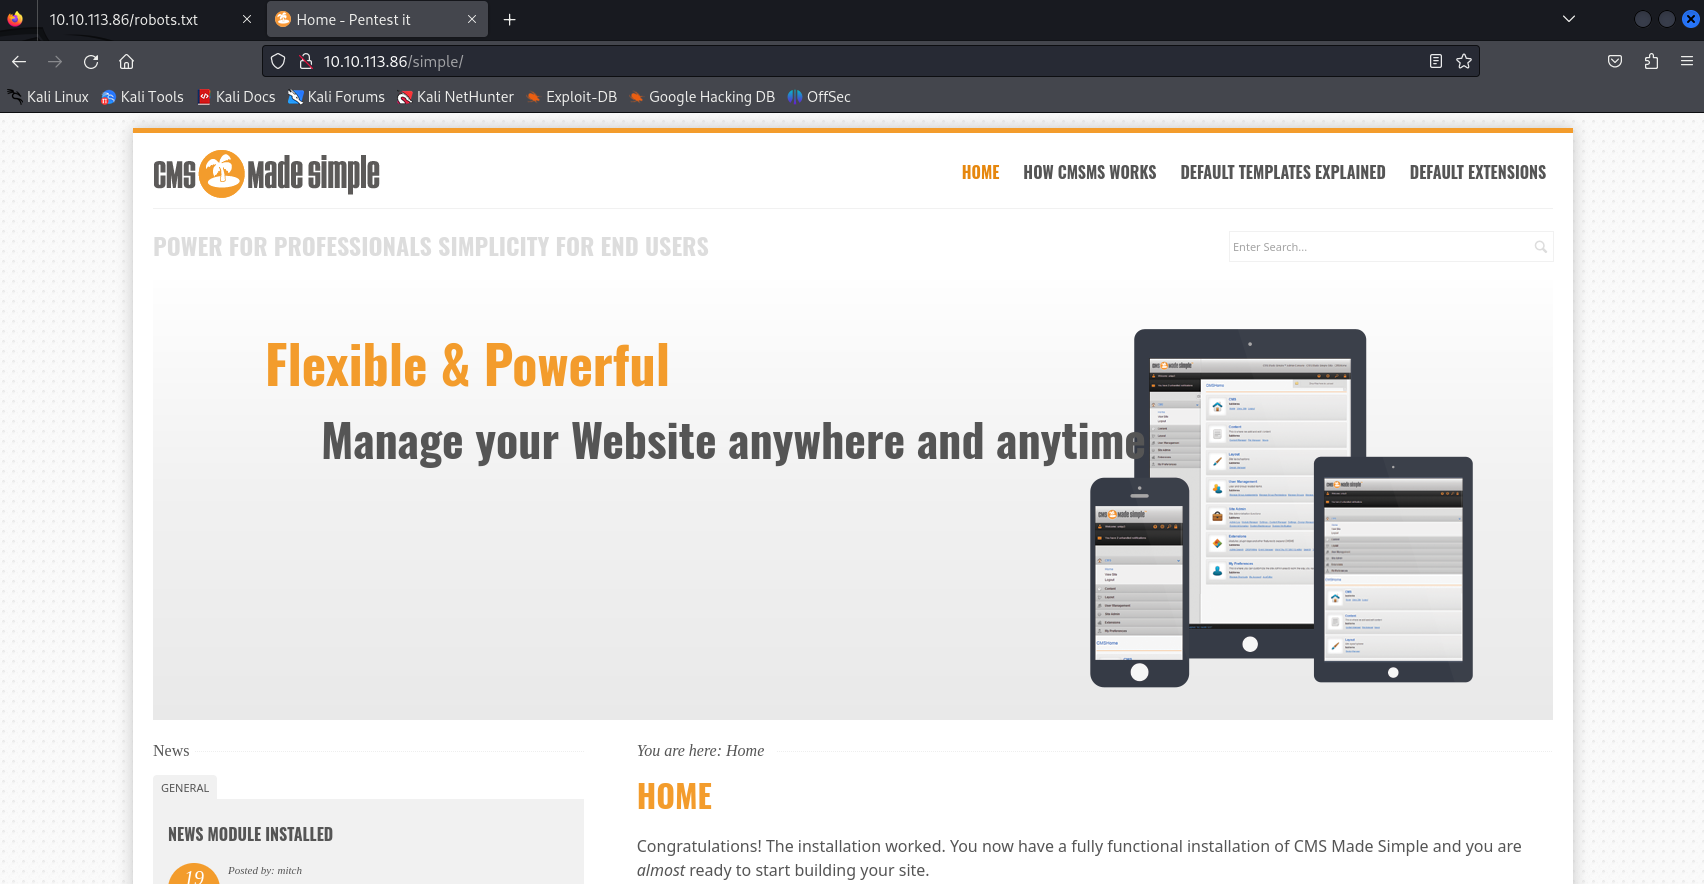 10.10.113.86/robots.txt
Home - Pentest it
10.10.113.86/simple/
Kali Linux Kali Tools Kali Docs Kali Forums Kali NetHunter Exploit-DB Google Hacking DB OffSec
CMS Made Simple
HOME HOW CMSMS WORKS DEFAULT TEMPLATES EXPLAINED DEFAULT EXTENSIONS
POWER FOR PROFESSIONALS SIMPLICITY FOR END USERS
Enter Search...
Flexible & Powerful
Manage your Website anywhere and anytime
News
GENERAL
NEWS MODULE INSTALLED
19
Posted by: mitch
You are here: Home
HOME
Congratulations! The installation worked. You now have a fully functional installation of CMS Made Simple and you are
almost ready to start building your site.